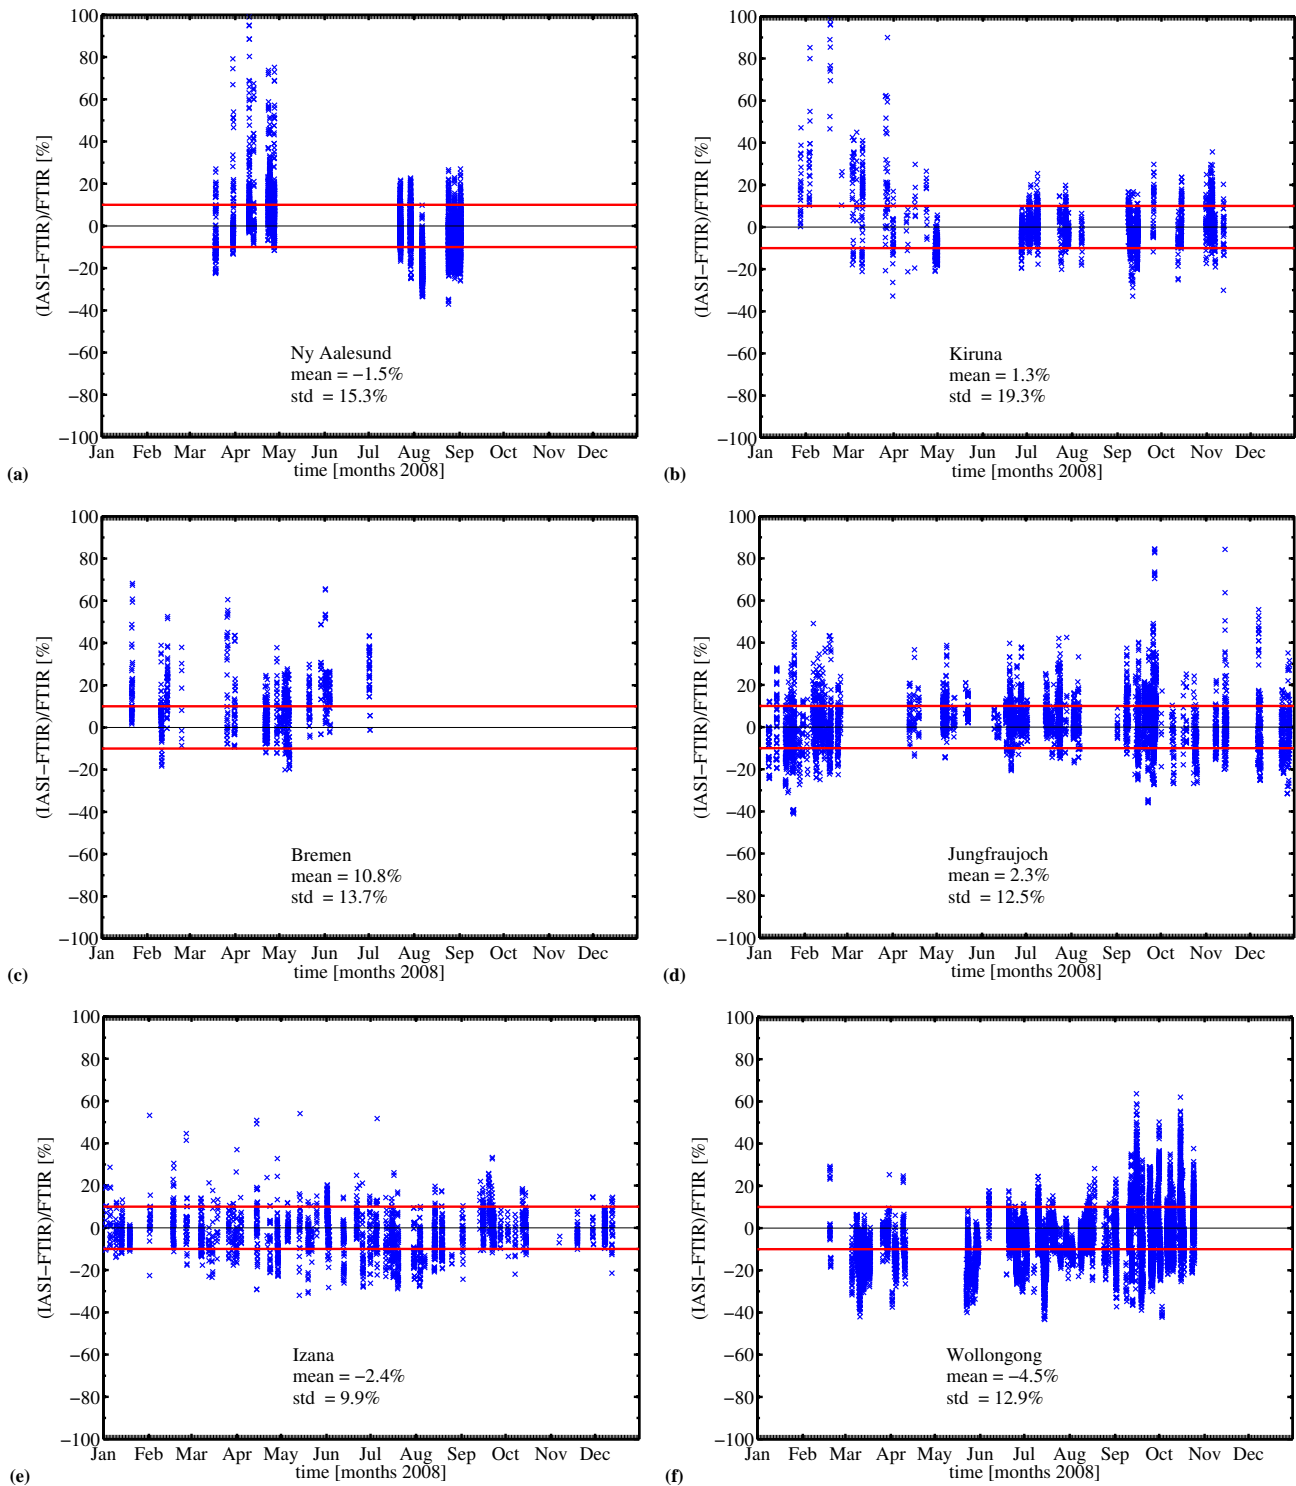 100
80
60
40
20
0
−20
−40
−60
−80
−100
(IASI−FTIR)/FTIR [%]
Ny Aalesund
mean = −1.5%
std = 15.3%
Jan Feb Mar Apr May Jun Jul Aug Sep Oct Nov Dec
time [months 2008]
(a)
100
80
60
40
20
0
−20
−40
−60
−80
−100
(IASI−FTIR)/FTIR [%]
Kiruna
mean = 1.3%
std = 19.3%
Jan Feb Mar Apr May Jun Jul Aug Sep Oct Nov Dec
time [months 2008]
(b)
100
80
60
40
20
0
−20
−40
−60
−80
−100
(IASI−FTIR)/FTIR [%]
Bremen
mean = 10.8%
std = 13.7%
Jan Feb Mar Apr May Jun Jul Aug Sep Oct Nov Dec
time [months 2008]
(c)
100
80
60
40
20
0
−20
−40
−60
−80
−100
(IASI−FTIR)/FTIR [%]
Jungfraujoch
mean = 2.3%
std = 12.5%
Jan Feb Mar Apr May Jun Jul Aug Sep Oct Nov Dec
time [months 2008]
(d)
100
80
60
40
20
0
−20
−40
−60
−80
−100
(IASI−FTIR)/FTIR [%]
Izana
mean = −2.4%
std = 9.9%
Jan Feb Mar Apr May Jun Jul Aug Sep Oct Nov Dec
time [months 2008]
(e)
100
80
60
40
20
0
−20
−40
−60
−80
−100
(IASI−FTIR)/FTIR [%]
Wollongong
mean = −4.5%
std = 12.9%
Jan Feb Mar Apr May Jun Jul Aug Sep Oct Nov Dec
time [months 2008]
(f)